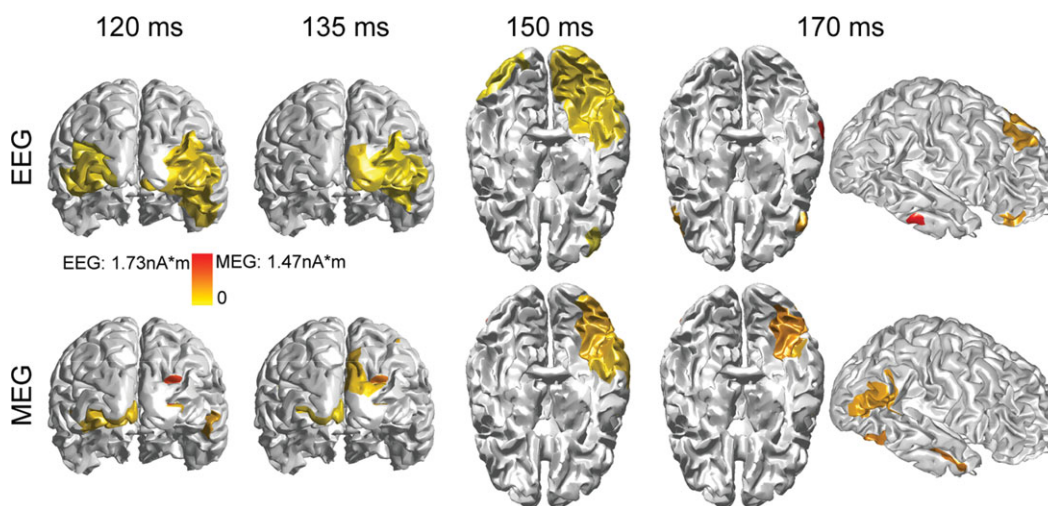 120 ms
135 ms
150 ms
170 ms
EEG
EEG: 1.73nA*m
MEG: 1.47nA*m
0
MEG